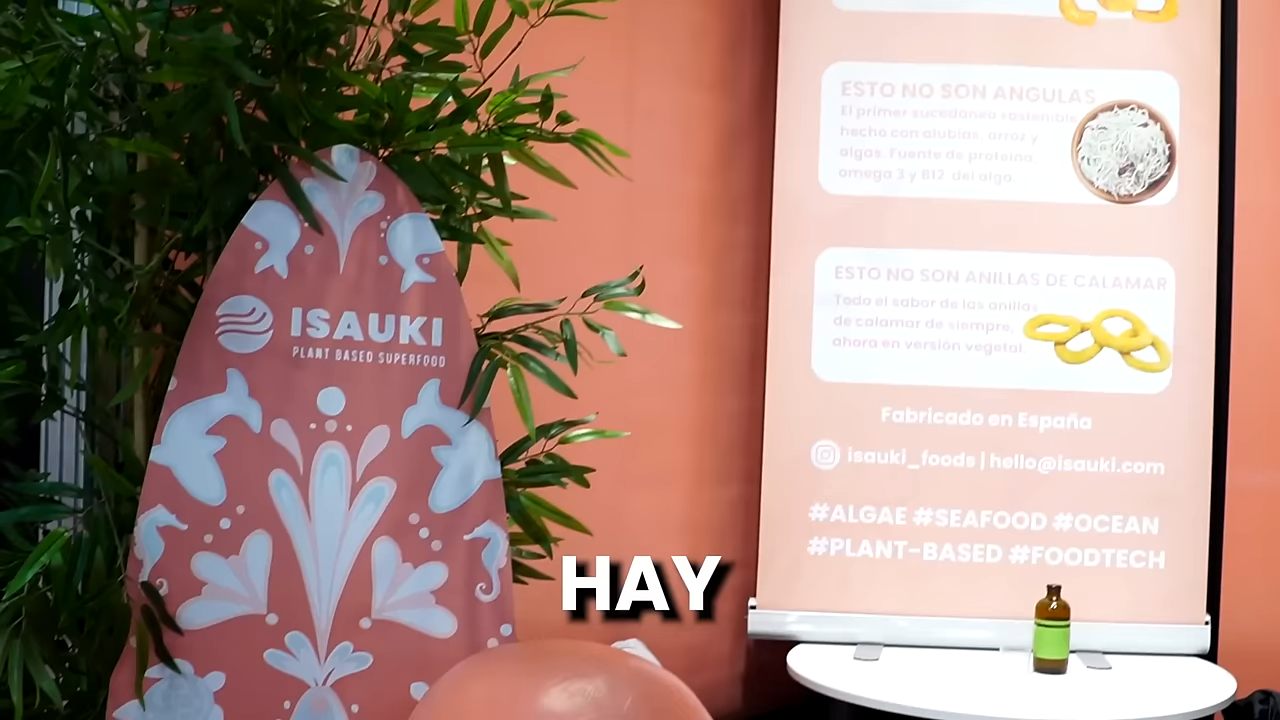 ISAUKI
PLANT BASED SUPERFOOD
HAY
ESTO NO SON ANGULAS
El primer sucedáneo sostenible
hecho con alubias, arroz y
algas. Fuente de proteína,
omega 3 y B12 del alga.
ESTO NO SON ANILLAS DE CALAMAR
Todo el sabor de las anillas
de calamar de siempre,
ahora en versión vegetal
Fabricado en España
isauki_foods | hello@isauki.com
#ALGAE #SEAFOOD #OCEAN
#PLANT-BASED #FOODTECH